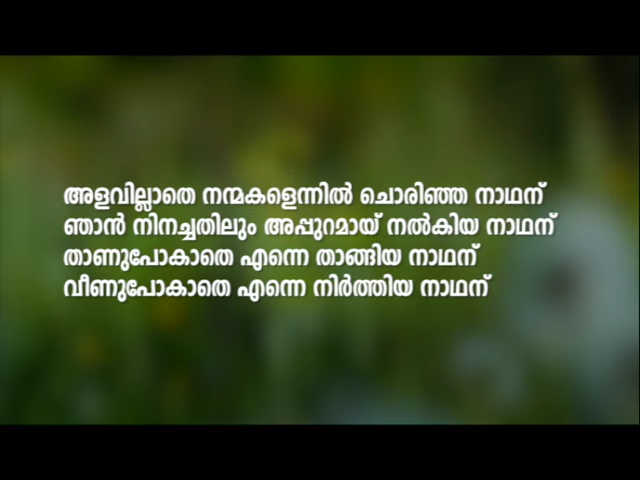 അളവില്ലാതെ നന്മകളെന്നിൽ ചൊരിഞ്ഞ നാഥന്
ഞാൻ നിനച്ചതിലും അപ്പുറമായ് നൽകിയ നാഥന്
താണുപോകാതെ എന്നെ താങ്ങിയ നാഥന്
വീണുപോകാതെ എന്നെ നിർത്തിയ നാഥന്